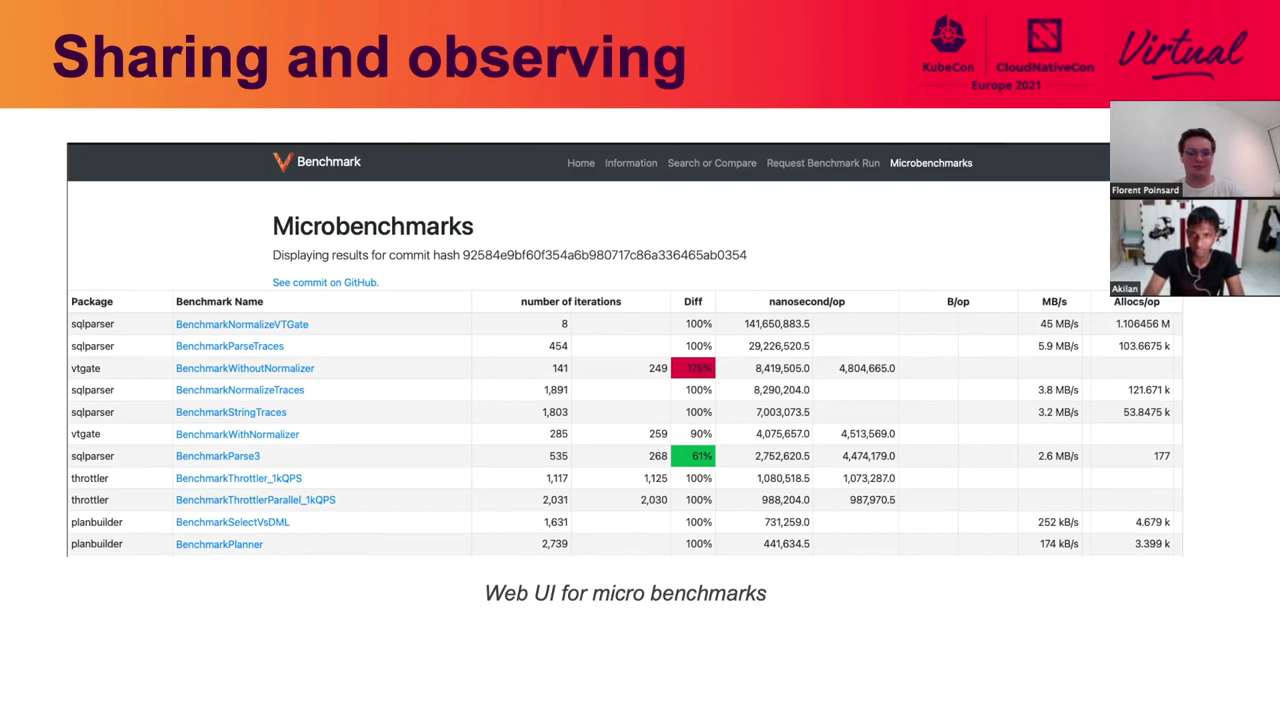 Sharing and observing
KubeCon
CloudNativeCon
Europe 2021
Virtual
Benchmark
Home Information Search or Compare Request Benchmark Run Microbenchmarks
Florent Poinsard
Akilan
Microbenchmarks
Displaying results for commit hash 92584e9bf60f354a6b980717c86a336465ab0354
See commit on GitHub.
Package Benchmark Name number of iterations Diff nanosecond/op B/op MB/s Allocs/op
sqlparser BenchmarkNormalizeVTGate 8 100% 141,650,883.5 45 MB/s 1.106456 M
sqlparser BenchmarkParseTraces 454 100% 29,226,520.5 5.9 MB/s 103.6675 k
vtgate BenchmarkWithoutNormalizer 141 249 175% 8,419,505.0 4,804,665.0
sqlparser BenchmarkNormalizeTraces 1,891 100% 8,290,204.0 3.8 MB/s 121.671 k
sqlparser BenchmarkStringTraces 1,803 100% 7,003,073.5 3.2 MB/s 53.8475 k
vtgate BenchmarkWithNormalizer 285 259 90% 4,075,657.0 4,513,569.0
sqlparser BenchmarkParse3 535 268 61% 2,752,620.5 4,474,179.0 2.6 MB/s 177
throttler BenchmarkThrottler_1kQPS 1,117 1,125 100% 1,080,518.5 1,073,287.0
throttler BenchmarkThrottlerParallel_1kQPS 2,031 2,030 100% 988,204.0 987,970.5
planbuilder BenchmarkSelectVsDML 1,631 100% 731,259.0 252 kB/s 4.679 k
planbuilder BenchmarkPlanner 2,739 100% 441,634.5 174 kB/s 3.399 k
Web UI for micro benchmarks